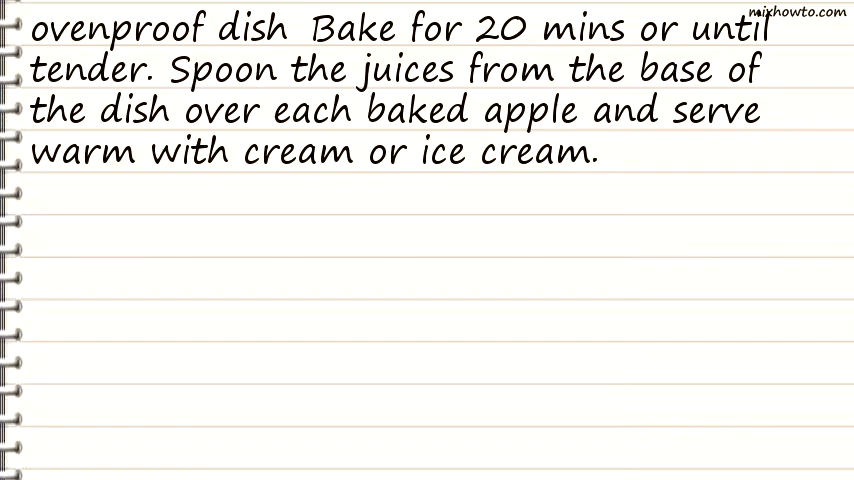 mixhowto.com
ovenproof dish Bake for 20 mins or until
tender. Spoon the juices from the base of
the dish over each baked apple and serve
warm with cream or ice cream.